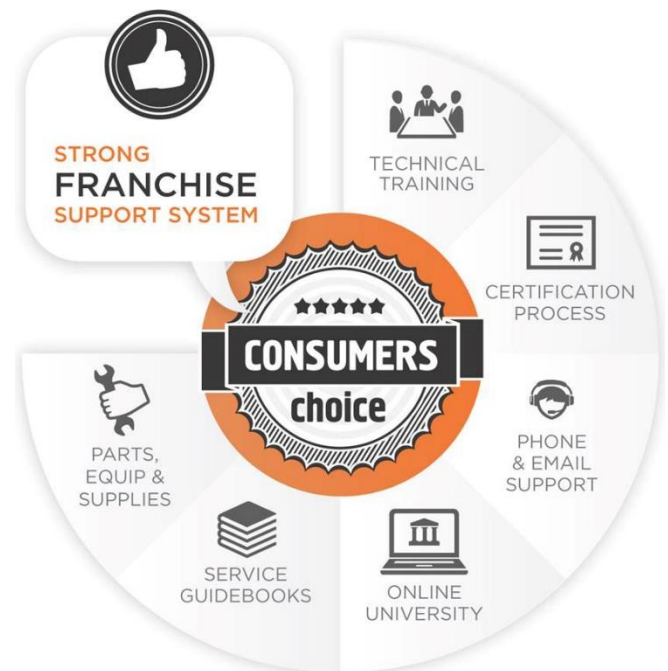 STRONG
FRANCHISE
SUPPORT SYSTEM
TECHNICAL
TRAINING
CERTIFICATION
PROCESS
PHONE
& EMAIL
SUPPORT
ONLINE
UNIVERSITY
SERVICE
GUIDEBOOKS
PARTS,
EQUIP &
SUPPLIES
CONSUMERS
choice